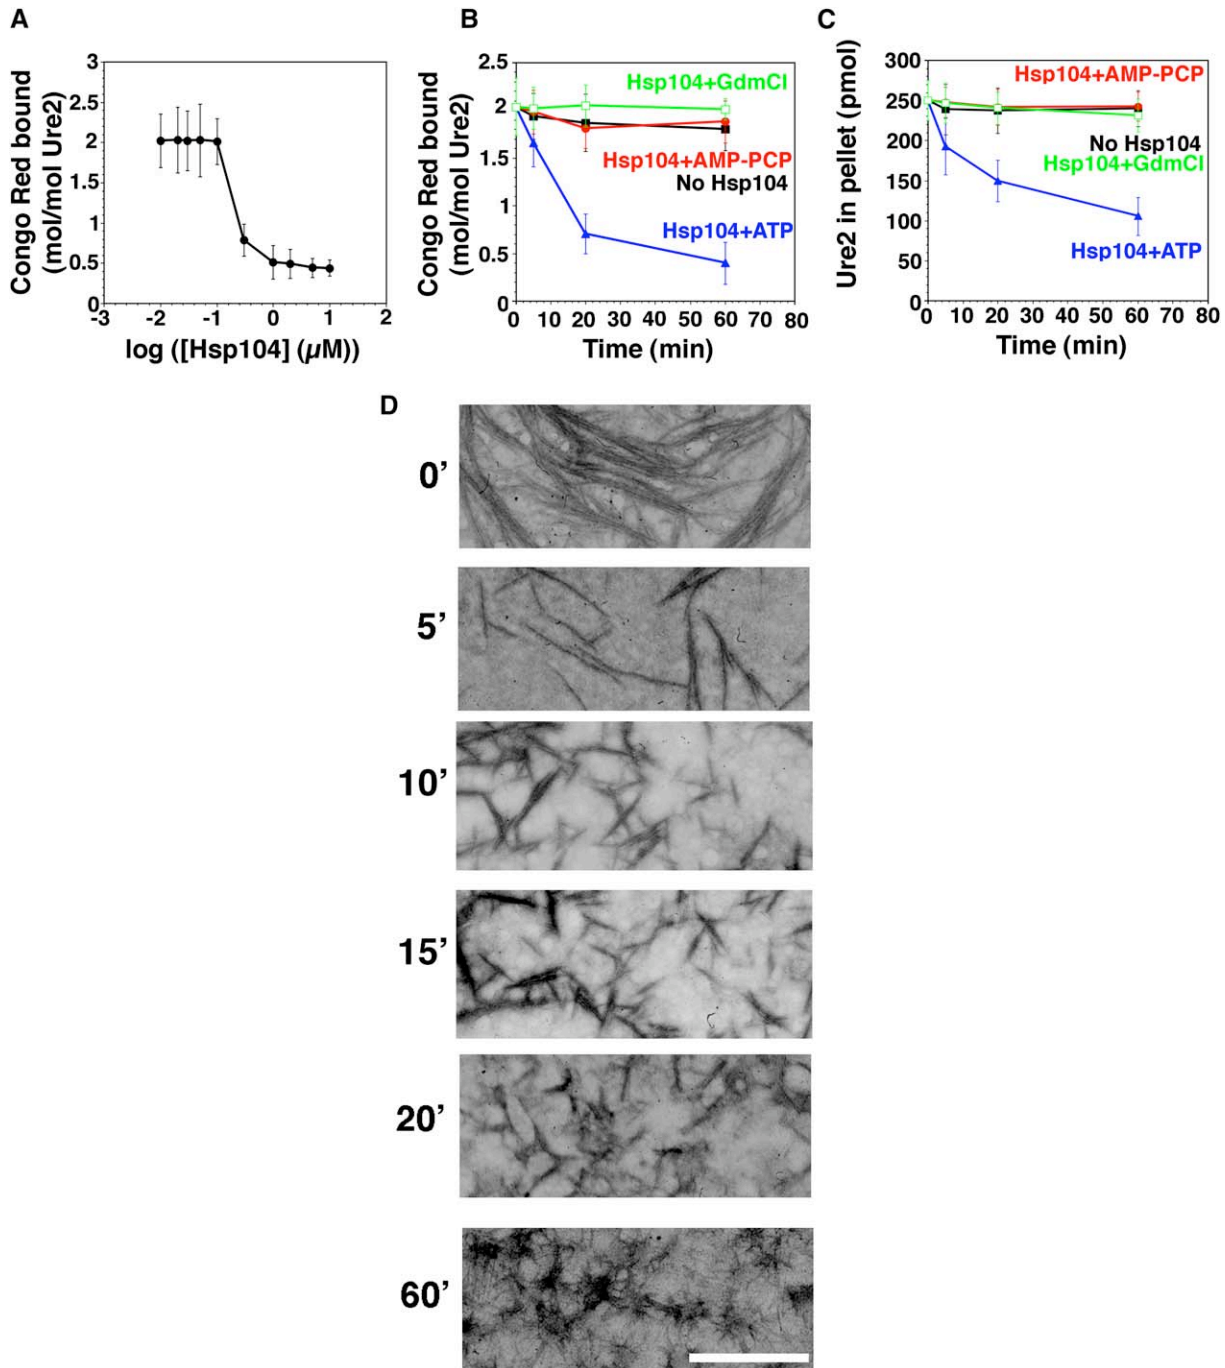 A
Congo Red bound
(mol/mol Ure2)
3
2.5
2
1.5
1
0.5
0
-3 -2 -1 0 1 2
log ([Hsp104] (µM))
B
Congo Red bound
(mol/mol Ure2)
2.5
2
1.5
1
0.5
0
Hsp104+GdmCl
Hsp104+AMP-PCP
No Hsp104
Hsp104+ATP
0 10 20 30 40 50 60 70 80
Time (min)
C
Ure2 in pellet (pmol)
300
250
200
150
100
50
0
Hsp104+AMP-PCP
No Hsp104
Hsp104+GdmCl
Hsp104+ATP
0 10 20 30 40 50 60 70 80
Time (min)
D
0’
5’
10’
15’
20’
60’